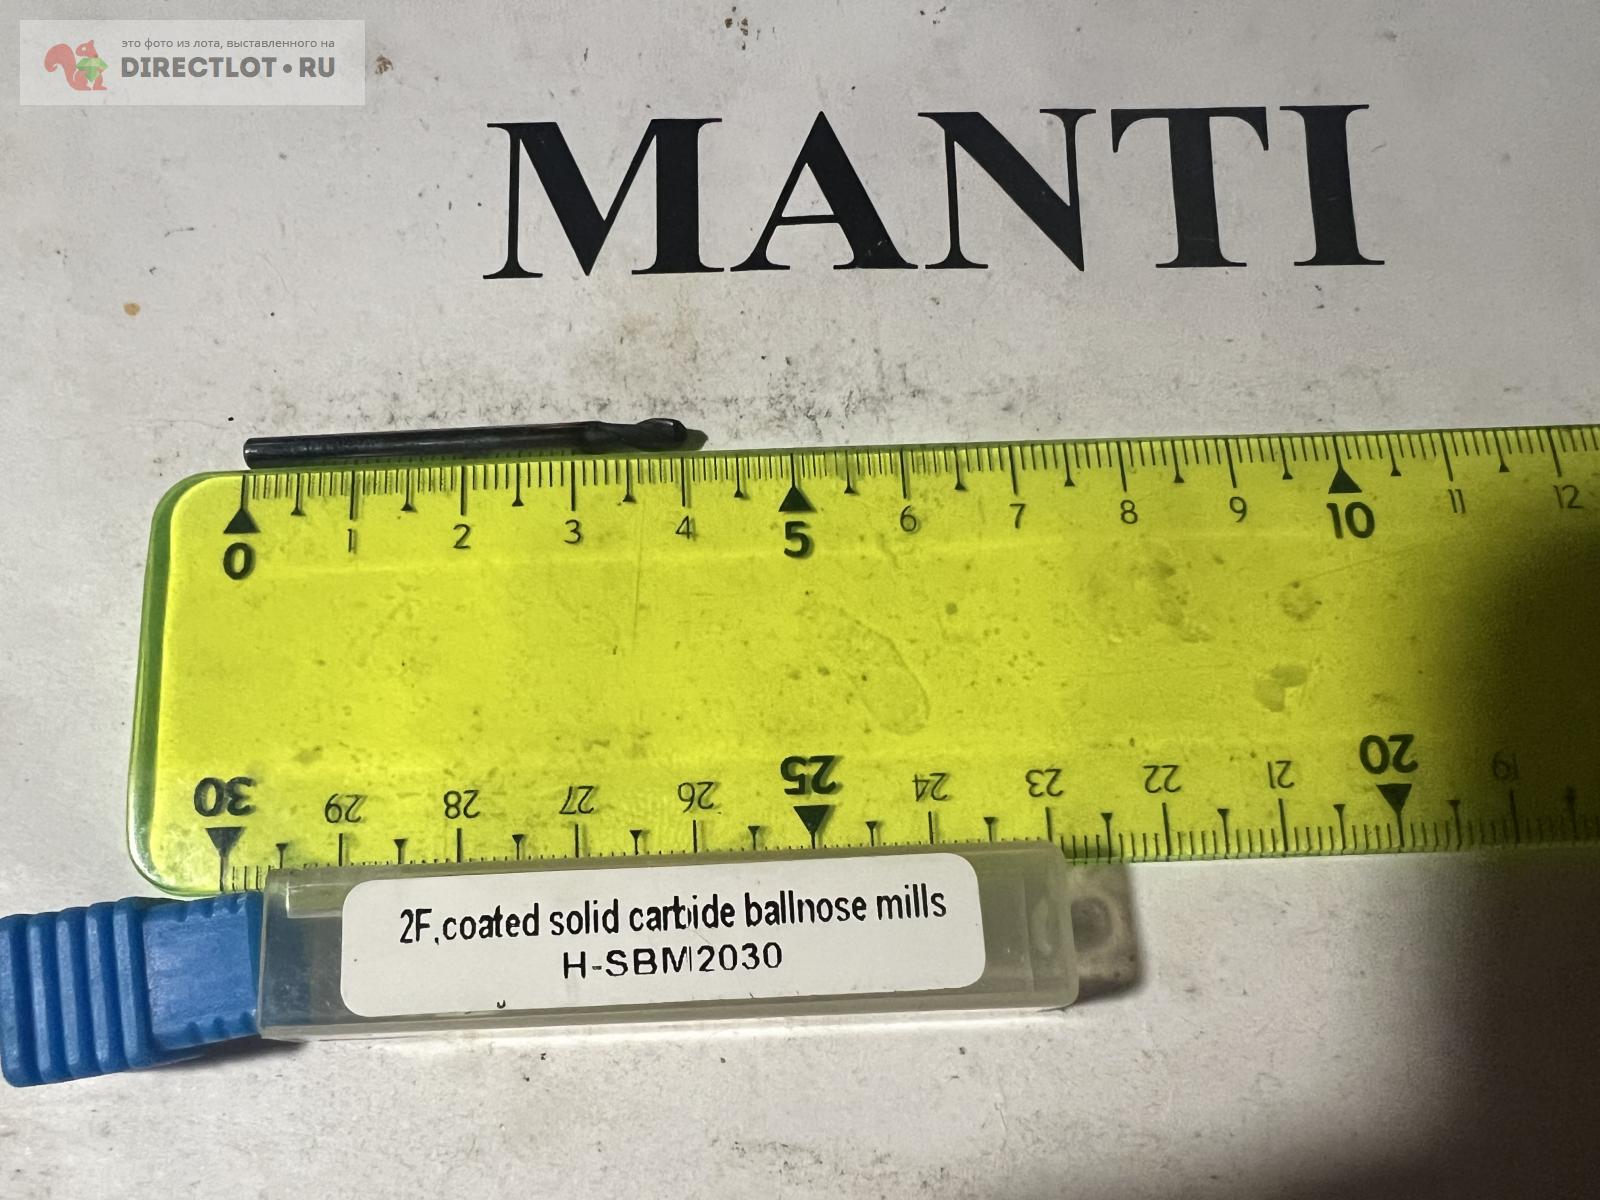 это фото из лота, выставленного на
DIRECTLOT•RU
MANTI
0 1 2 3 4 5 6 7 8 9 10 11 12
30 29 28 27 26 25 24 23 22 21 20 19
2F,coated solid carbide ballnose mills
H-SBM2030